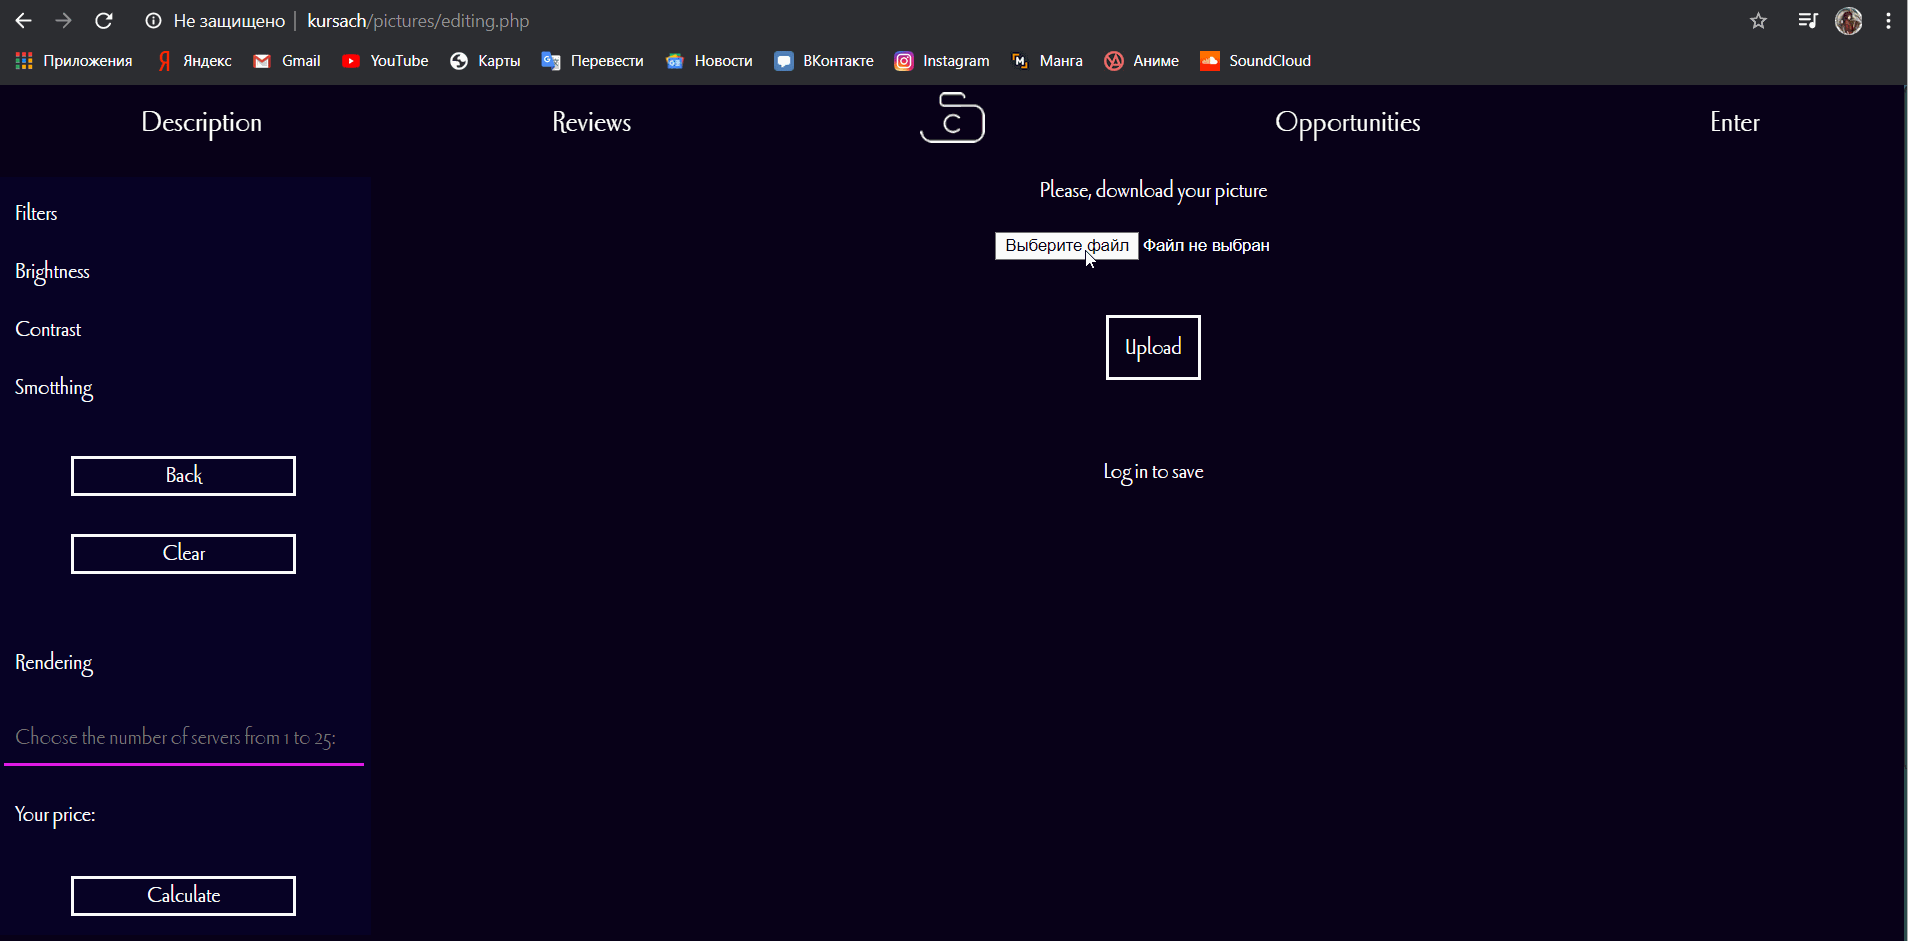 Не защищено | kursach/pictures/editing.php
Приложения Яндекс Gmail YouTube Карты Перевести Новости ВКонтакте Instagram Манга Аниме SoundCloud
Description Reviews C Opportunities Enter
Please, download your picture
Выберите файл Файл не выбран
Upload
Log in to save
Filters
Brightness
Contrast
Smotthing
Back
Clear
Rendering
Choose the number of servers from 1 to 25:
Your price:
Calculate